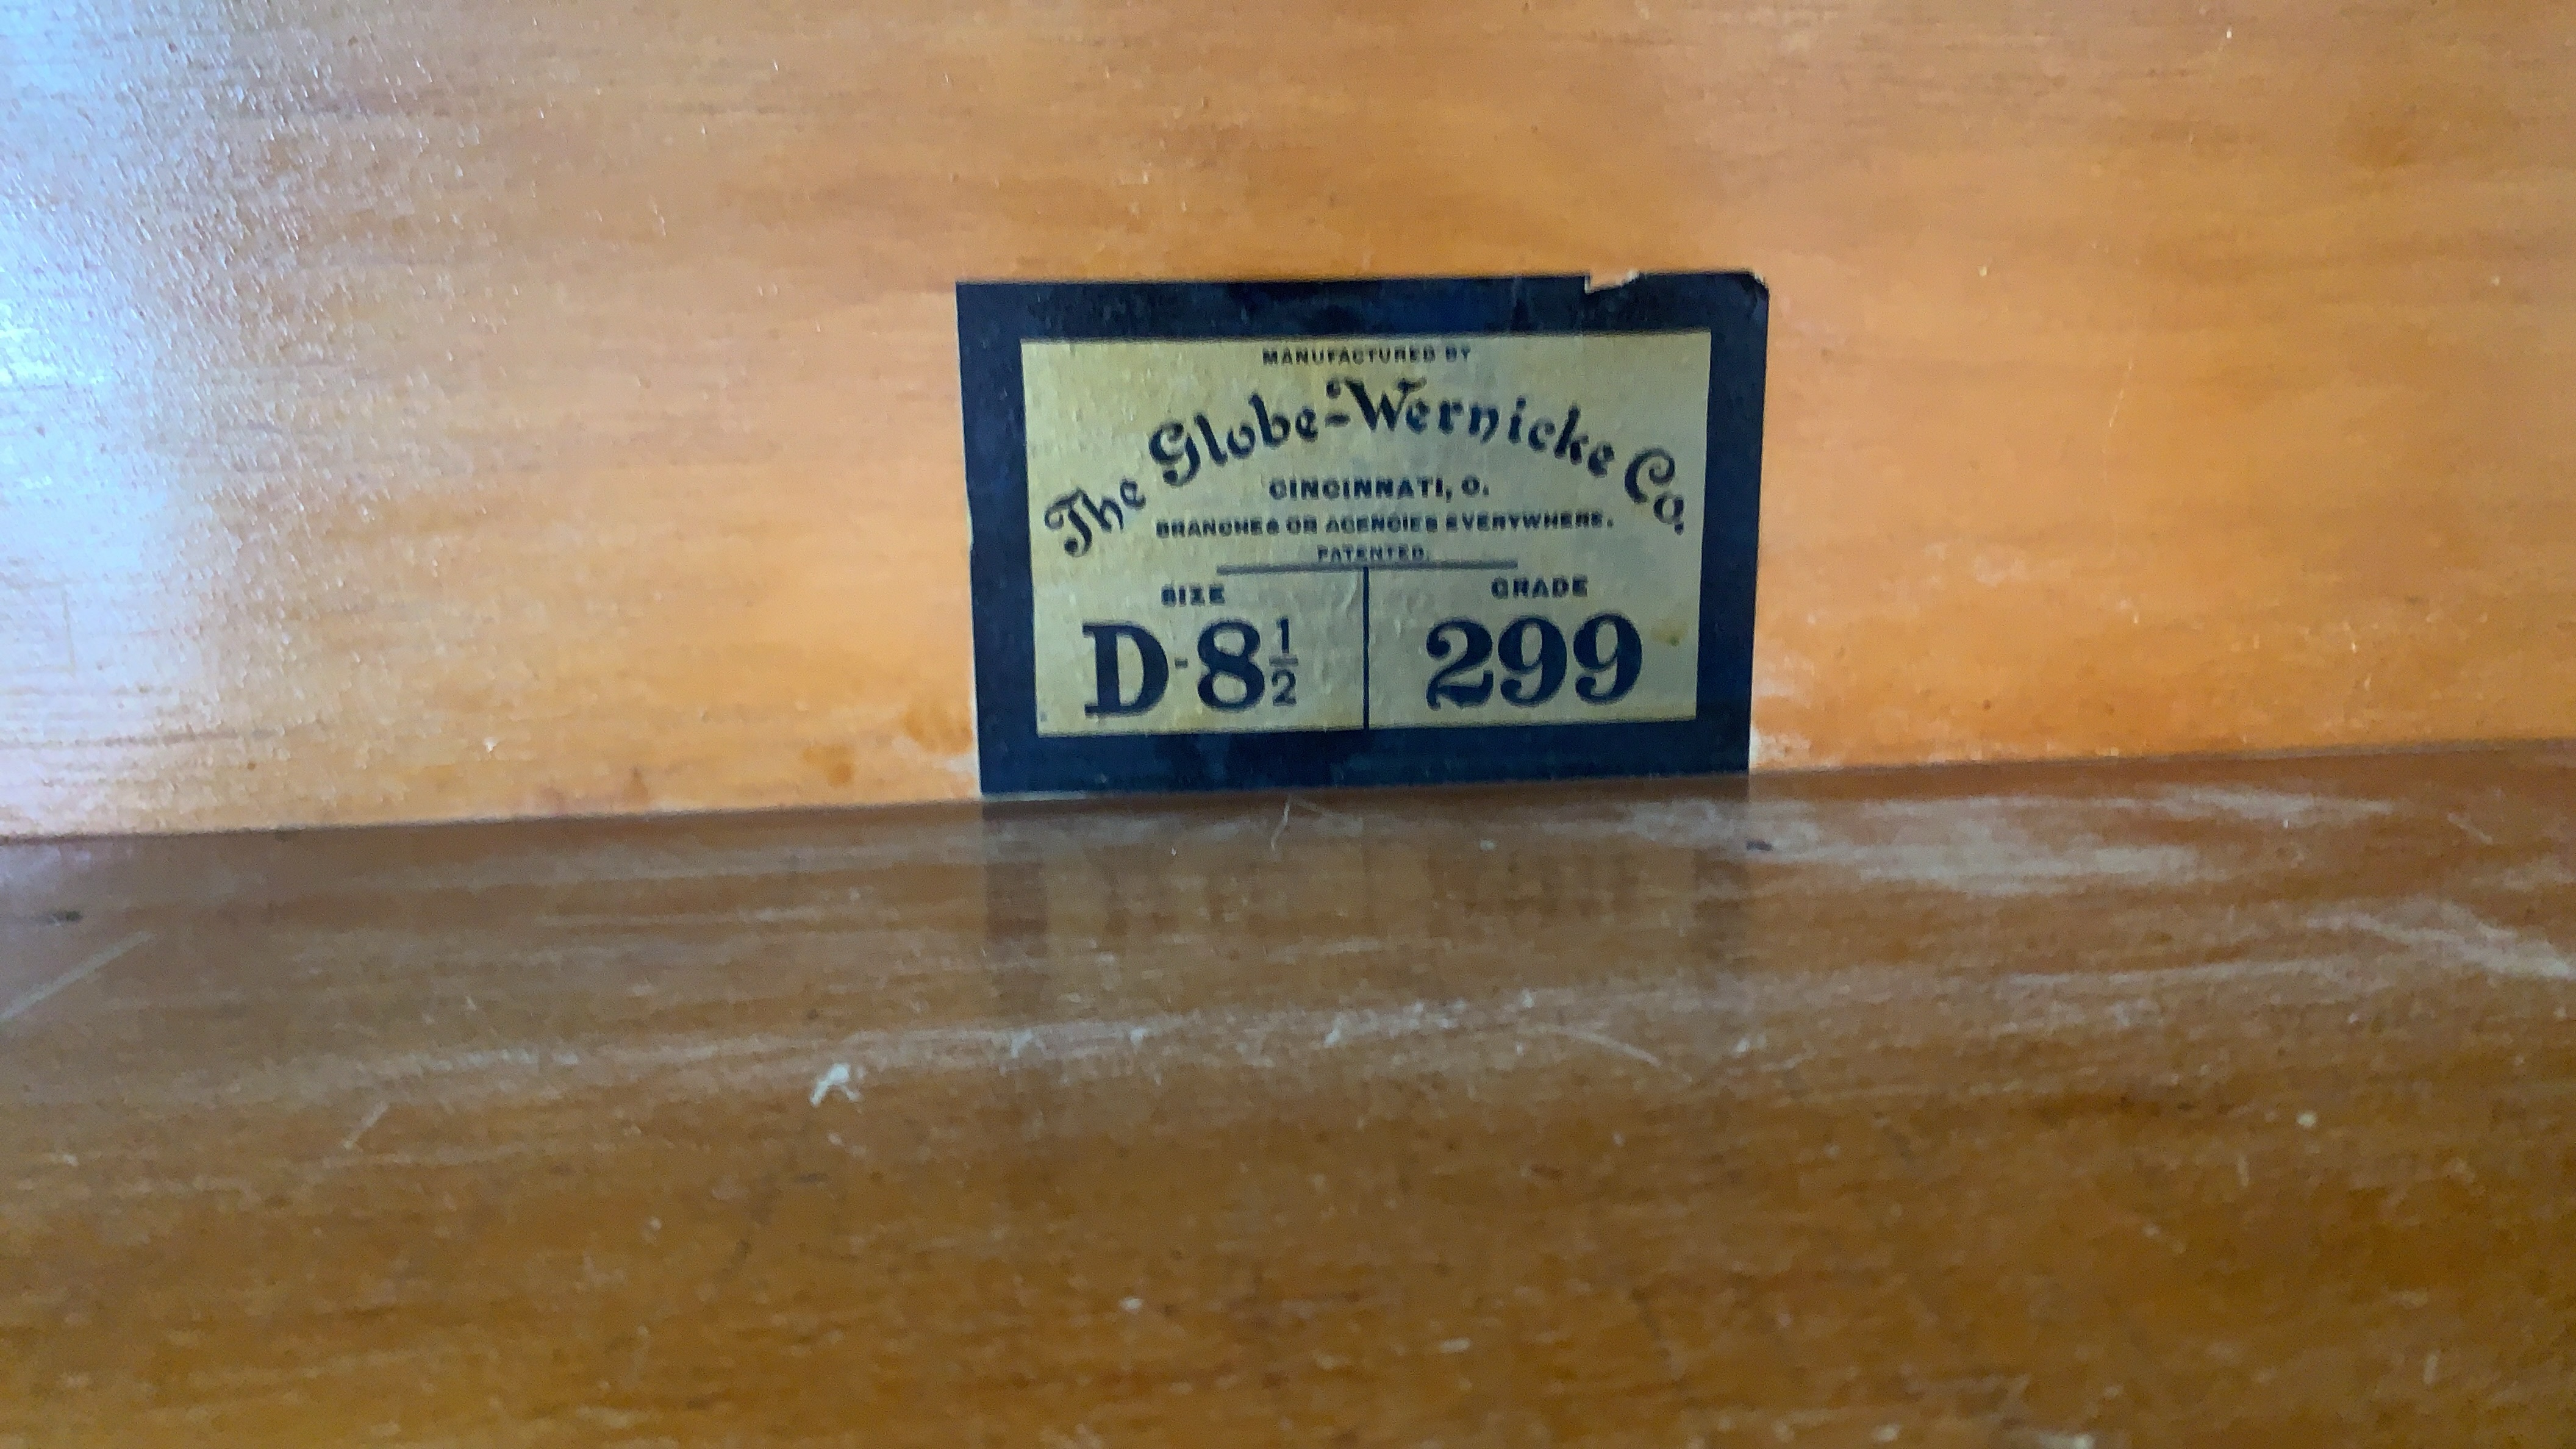 MANUFACTURED BY
The Globe-Wernicke Co.
CINCINNATI, O.
BRANCHES OR AGENCIES EVERYWHERE.
PATENTED.
SIZE GRADE
D-8½ 299